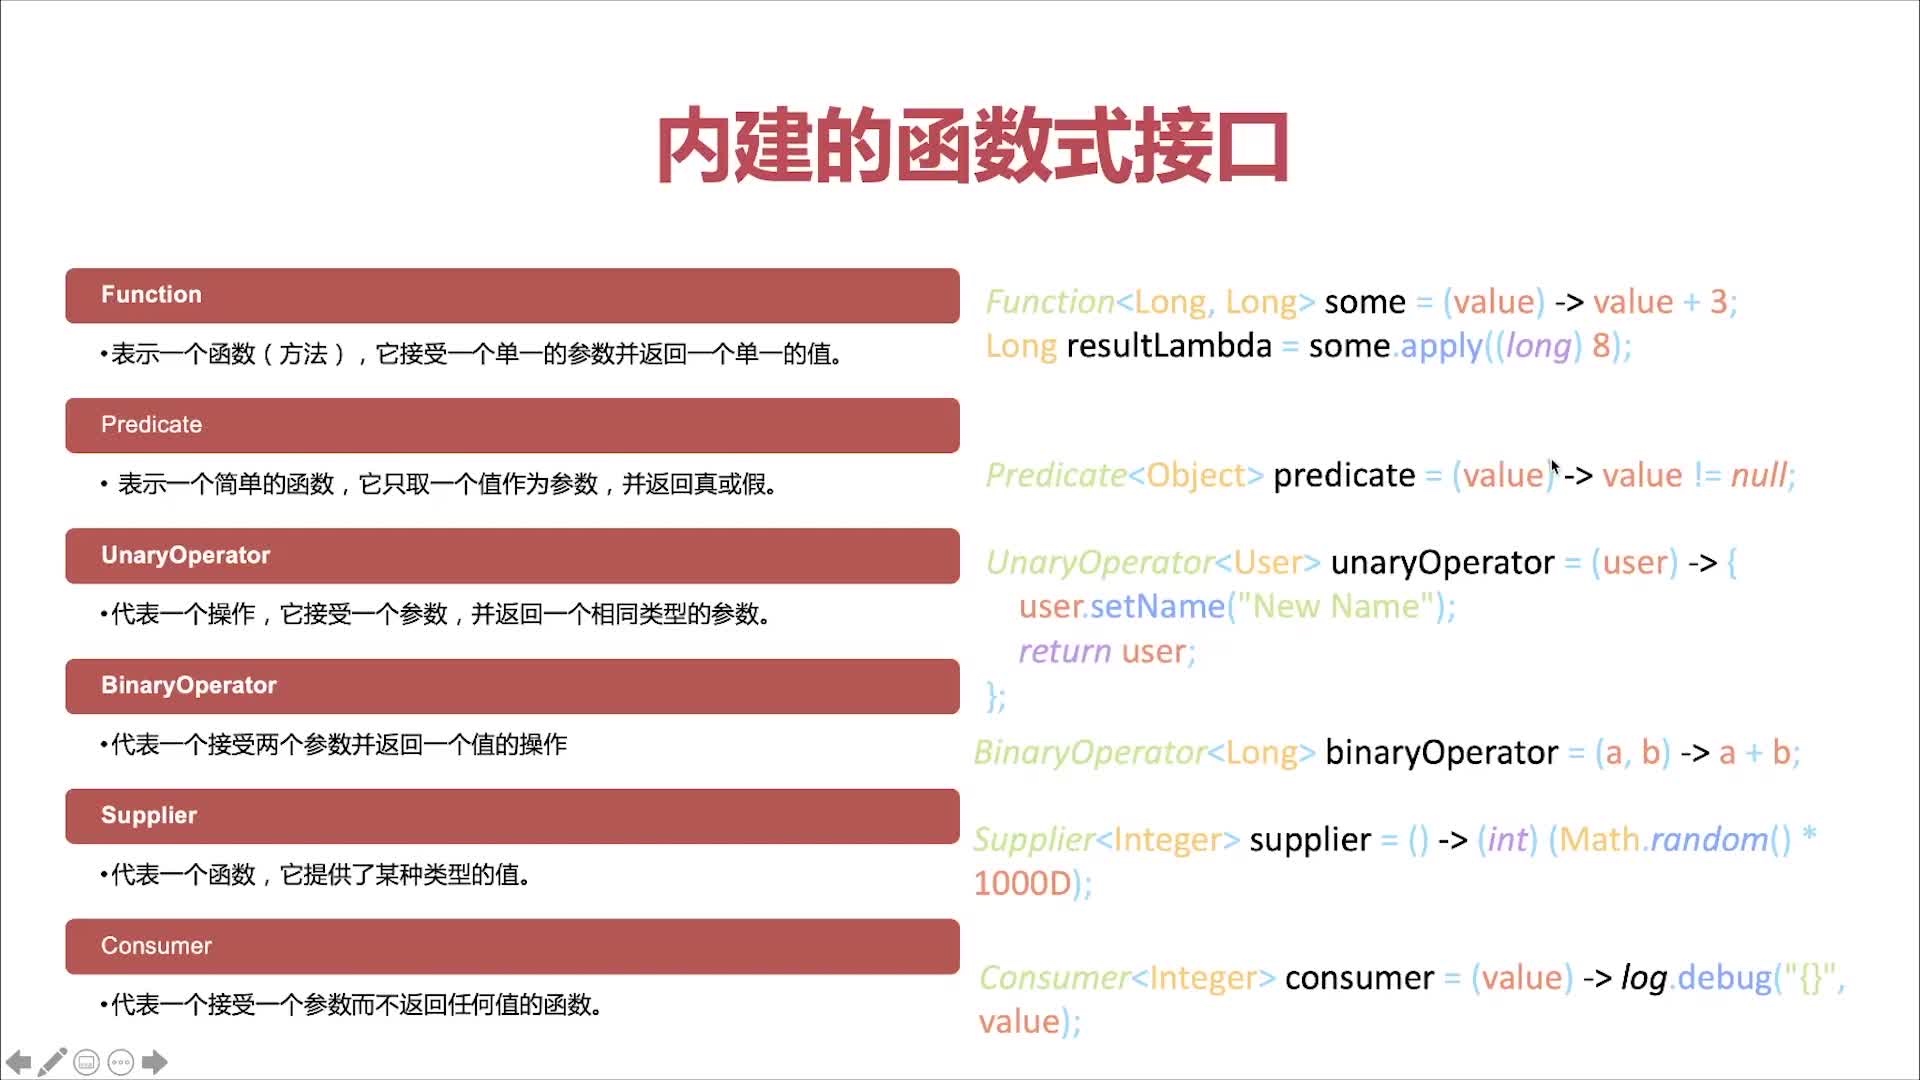 内建的函数式接口
Function
•表示一个函数（方法），它接受一个单一的参数并返回一个单一的值。
Predicate
• 表示一个简单的函数，它只取一个值作为参数，并返回真或假。
UnaryOperator
•代表一个操作，它接受一个参数，并返回一个相同类型的参数。
BinaryOperator
•代表一个接受两个参数并返回一个值的操作
Supplier
•代表一个函数，它提供了某种类型的值。
Consumer
•代表一个接受一个参数而不返回任何值的函数。
Function<Long, Long> some = (value) -> value + 3;
Long resultLambda = some.apply((long) 8);
Predicate<Object> predicate = (value) -> value != null;
UnaryOperator<User> unaryOperator = (user) -> {
user.setName("New Name");
return user;
};
BinaryOperator<Long> binaryOperator = (a, b) -> a + b;
Supplier<Integer> supplier = () -> (int) (Math.random() *
1000D);
Consumer<Integer> consumer = (value) -> log.debug("{}",
value);